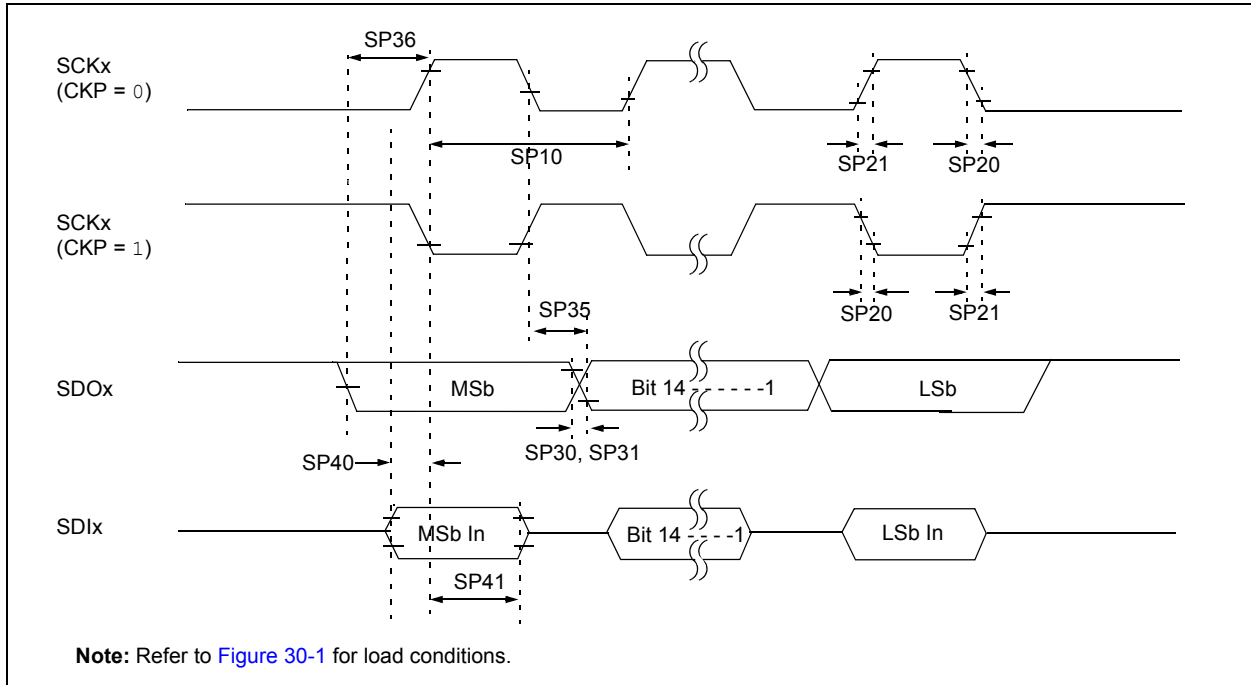 SP36
SCKx
(CKP = 0)
SP10
SP21
SP20
SCKx
(CKP = 1)
SP35
SP20
SP21
SDOx
MSb
Bit 14 - - - - - -1
LSb
SP30, SP31
SP40
SDIx
MSb In
Bit 14 - - - - -1
LSb In
SP41
Note: Refer to Figure 30-1 for load conditions.